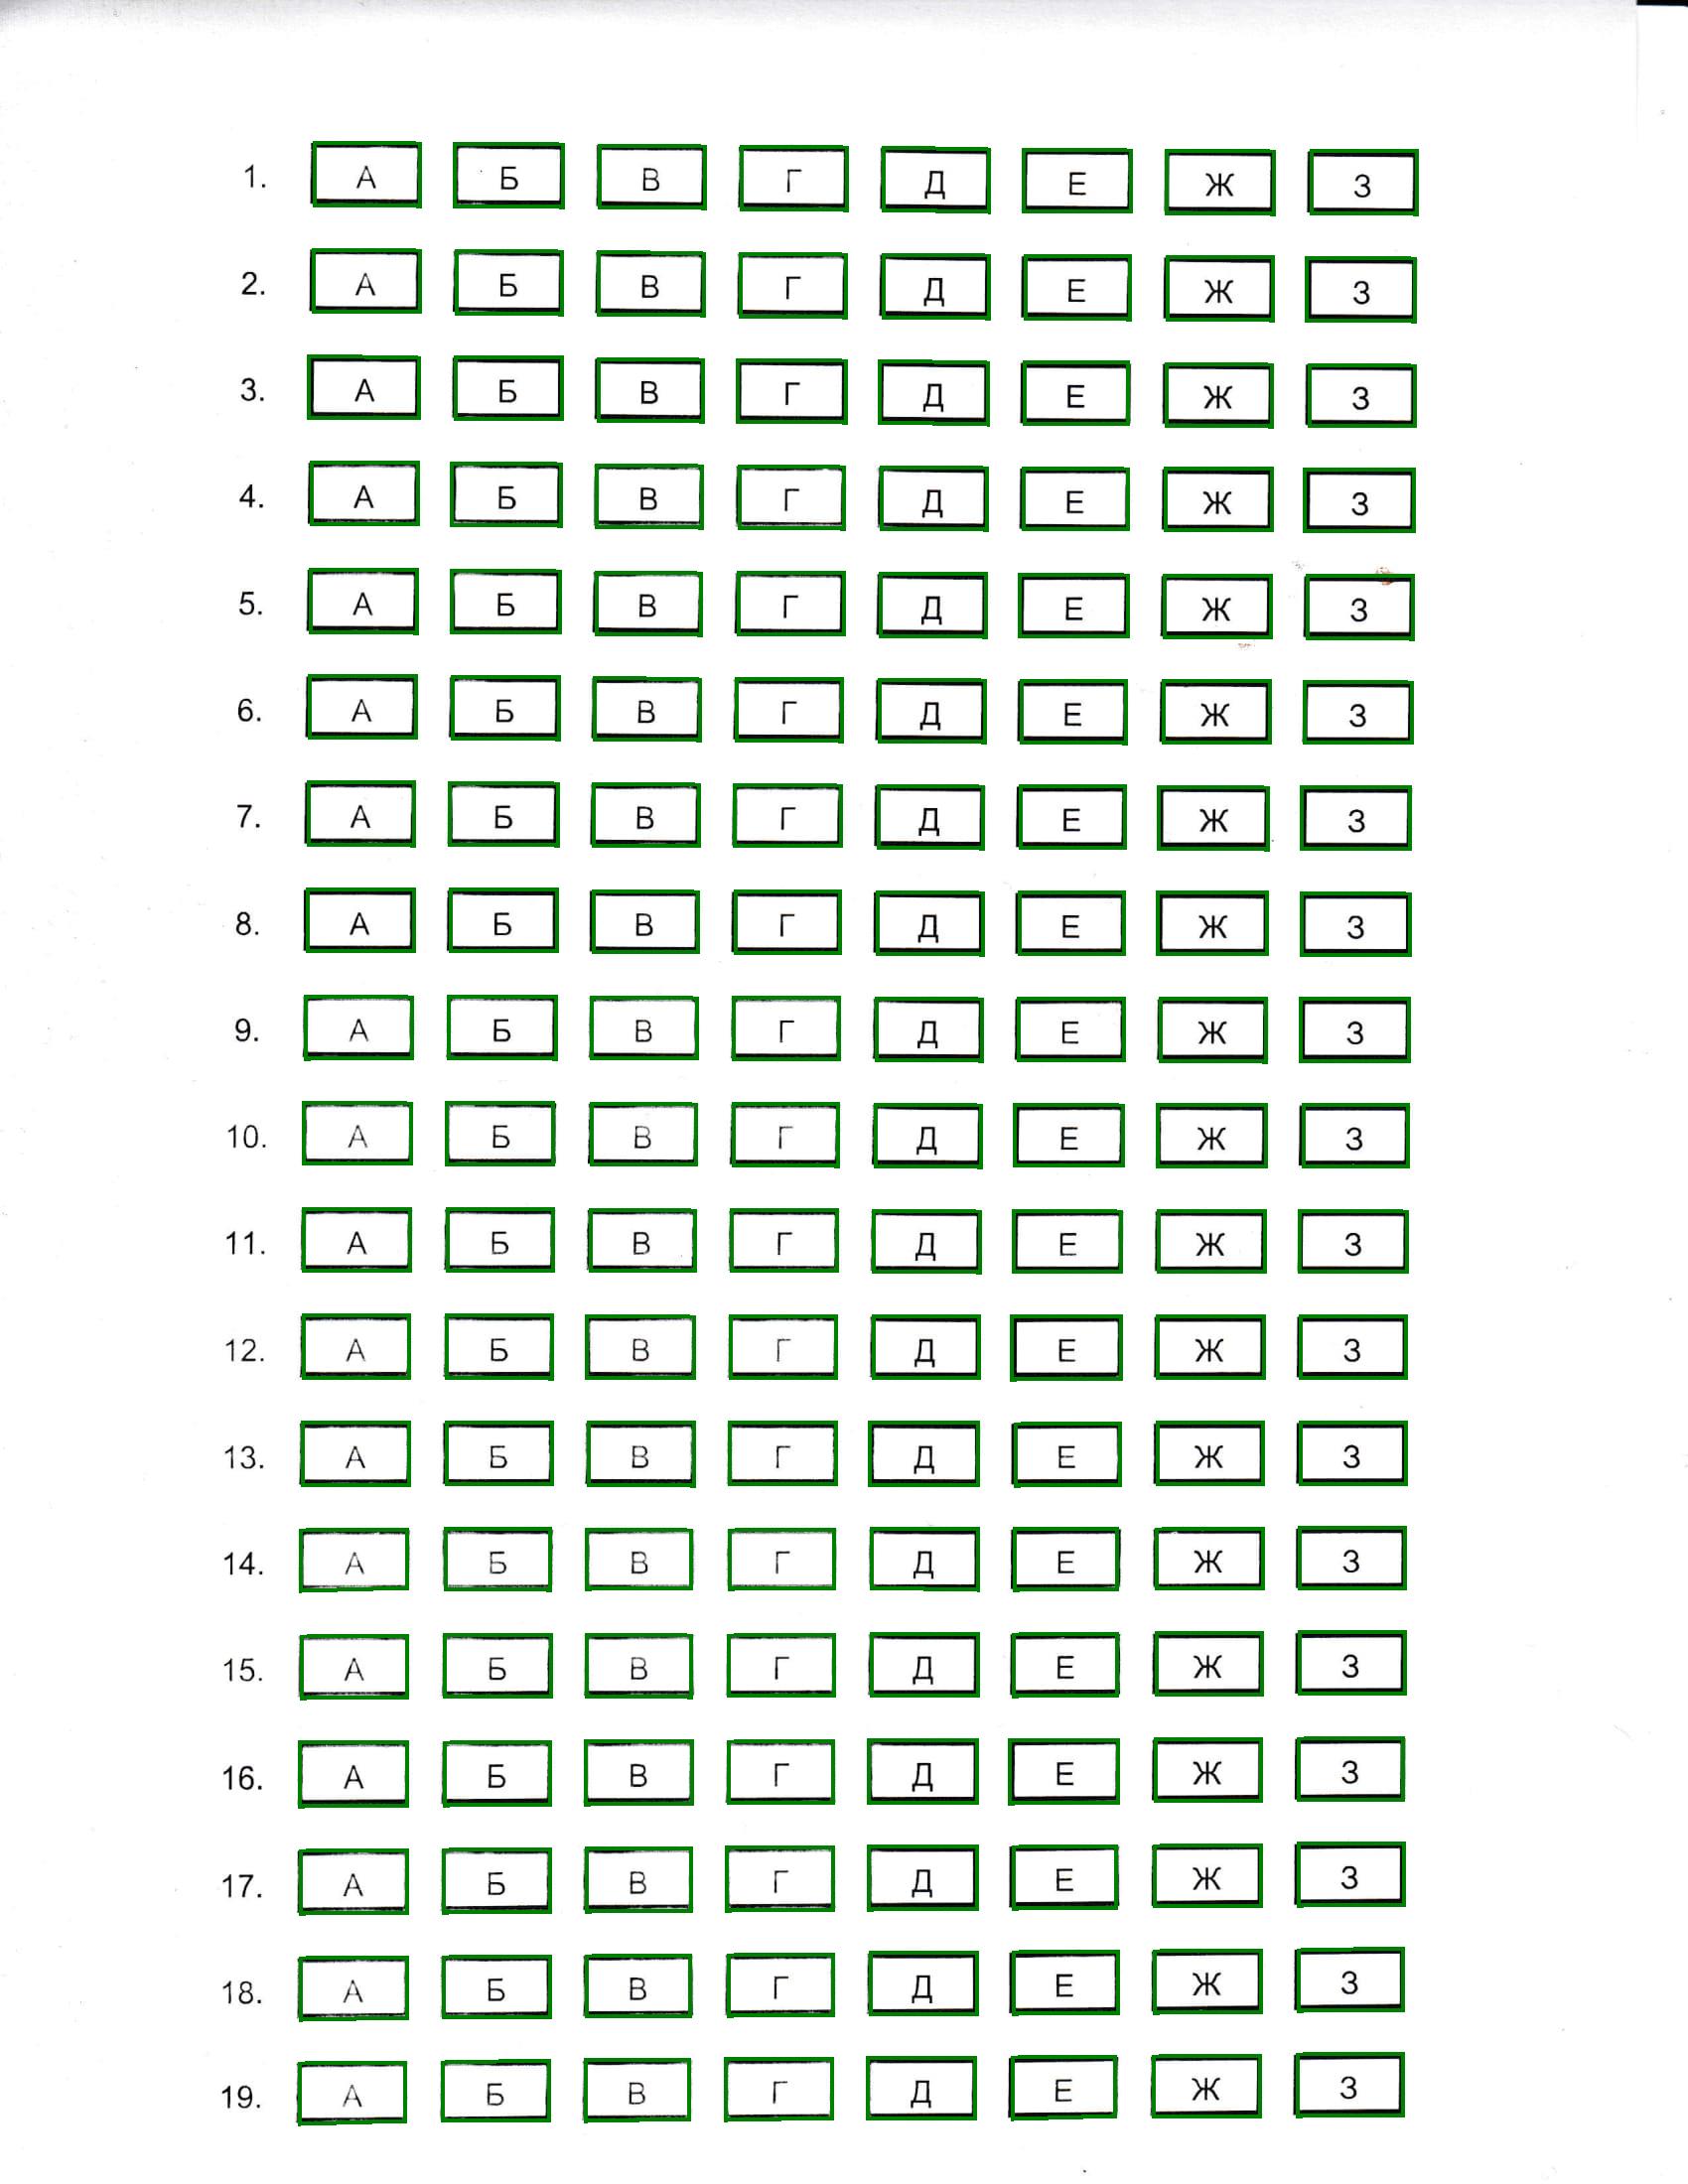 1. А Б В Г Д Е Ж З
2. А Б В Г Д Е Ж З
3. А Б В Г Д Е Ж З
4. А Б В Г Д Е Ж З
5. А Б В Г Д Е Ж З
6. А Б В Г Д Е Ж З
7. А Б В Г Д Е Ж З
8. А Б В Г Д Е Ж З
9. А Б В Г Д Е Ж З
10. А Б В Г Д Е Ж З
11. А Б В Г Д Е Ж З
12. А Б В Г Д Е Ж З
13. А Б В Г Д Е Ж З
14. А Б В Г Д Е Ж З
15. А Б В Г Д Е Ж З
16. А Б В Г Д Е Ж З
17. А Б В Г Д Е Ж З
18. А Б В Г Д Е Ж З
19. А Б В Г Д Е Ж З